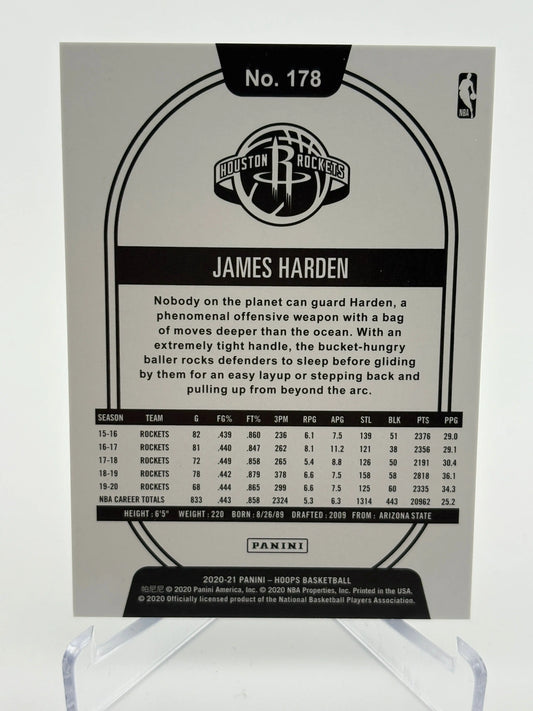 No. 178
NBA
HOUSTON ROCKETS
JAMES HARDEN
Nobody on the planet can guard Harden, a
phenomenal offensive weapon with a bag
of moves deeper than the ocean. With an
extremely tight handle, the bucket-hungry
baller rocks defenders to sleep before gliding
by them for an easy layup or stepping back and
pulling up from beyond the arc.
SEASON TEAM G FG% FT% 3PM RPG APG STL BLK PTS PPG
15-16 ROCKETS 82 .439 .860 236 6.1 7.5 139 51 2376 29.0
16-17 ROCKETS 81 .440 .847 262 8.1 11.2 121 38 2356 29.1
17-18 ROCKETS 72 .449 .858 265 5.4 8.8 126 50 2191 30.4
18-19 ROCKETS 78 .442 .879 378 6.6 7.5 158 58 2818 36.1
19-20 ROCKETS 68 .444 .865 299 6.6 7.5 125 60 2335 34.3
NBA CAREER TOTALS 833 .443 .858 2324 5.3 6.3 1314 443 20962 25.2
HEIGHT: 6'5" WEIGHT: 220 BORN: 8/26/89 DRAFTED: 2009 FROM: ARIZONA STATE
PANINI
2020-21 PANINI – HOOPS BASKETBALL
帕尼尼 © 2020 Panini America, Inc. © 2020 NBA Properties, Inc. Printed in the USA.
© 2020 Officially licensed product of the National Basketball Players Association.